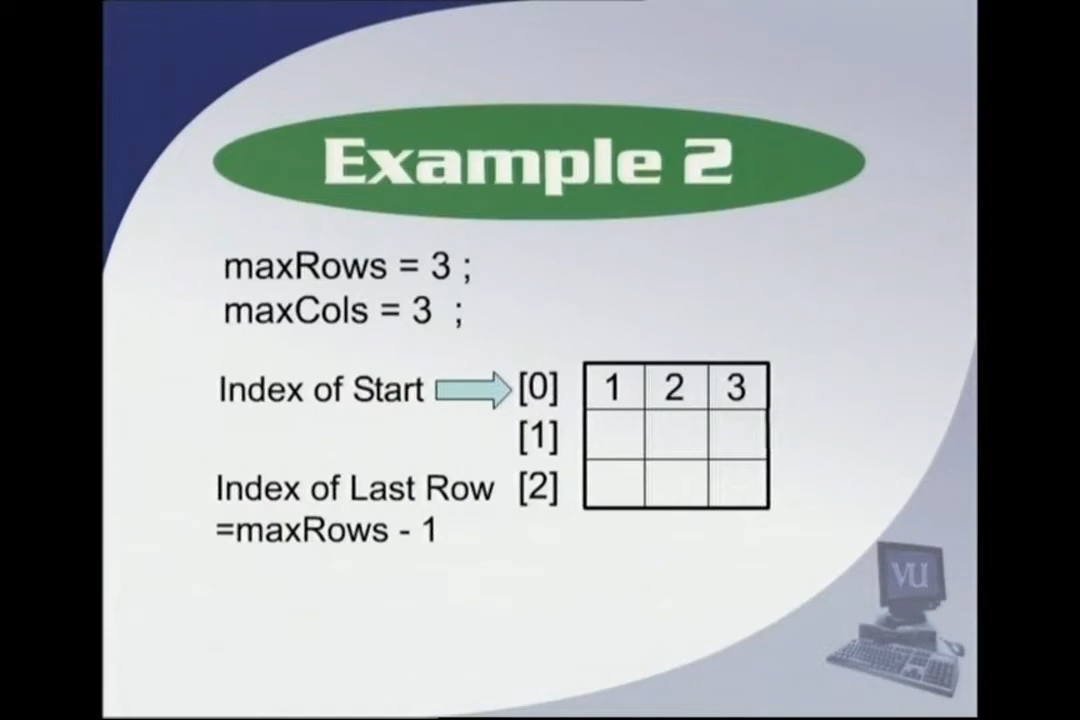 Example 2
maxRows = 3 ;
maxCols = 3 ;
Index of Start [0] 1 2 3
[1]
Index of Last Row [2]
=maxRows - 1
VU